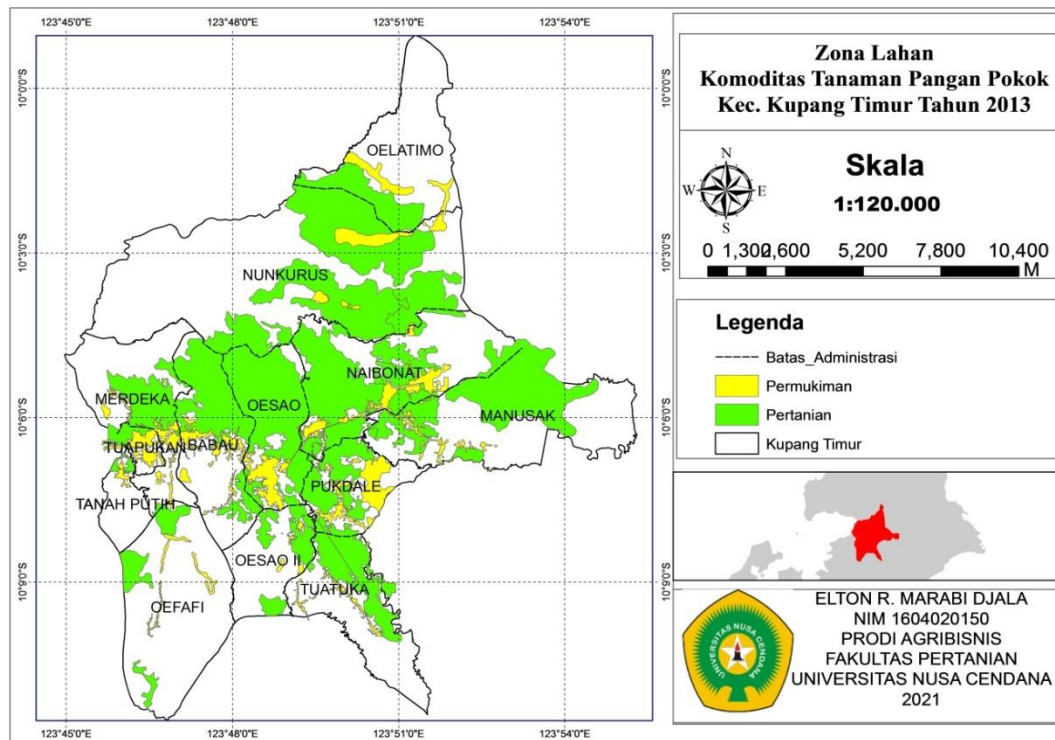 123°45'0"E 123°48'0"E 123°51'0"E 123°54'0"E
10°0'0"S 10°0'0"S
OELATIMO
10°3'0"S 10°3'0"S
NUNKURUS
NAIBONAT
MERDEKA OESAO MANUSAK
10°6'0"S 10°6'0"S
TUAPUKAN BABAU
PUKDALE
TANAH PUTIH
OESAO II
10°9'0"S 10°9'0"S
OEFAFI TUATUKA
123°45'0"E 123°48'0"E 123°51'0"E 123°54'0"E
Zona Lahan
Komoditas Tanaman Pangan Pokok
Kec. Kupang Timur Tahun 2013
N
W E
S
Skala
1:120.000
0 1,300 2,600 5,200 7,800 10,400
M
Legenda
Batas_Administrasi
Permukiman
Pertanian
Kupang Timur
UNIVERSITAS NUSA CENDANA
ELTON R. MARABI DJALA
NIM 1604020150
PRODI AGRIBISNIS
FAKULTAS PERTANIAN
UNIVERSITAS NUSA CENDANA
2021